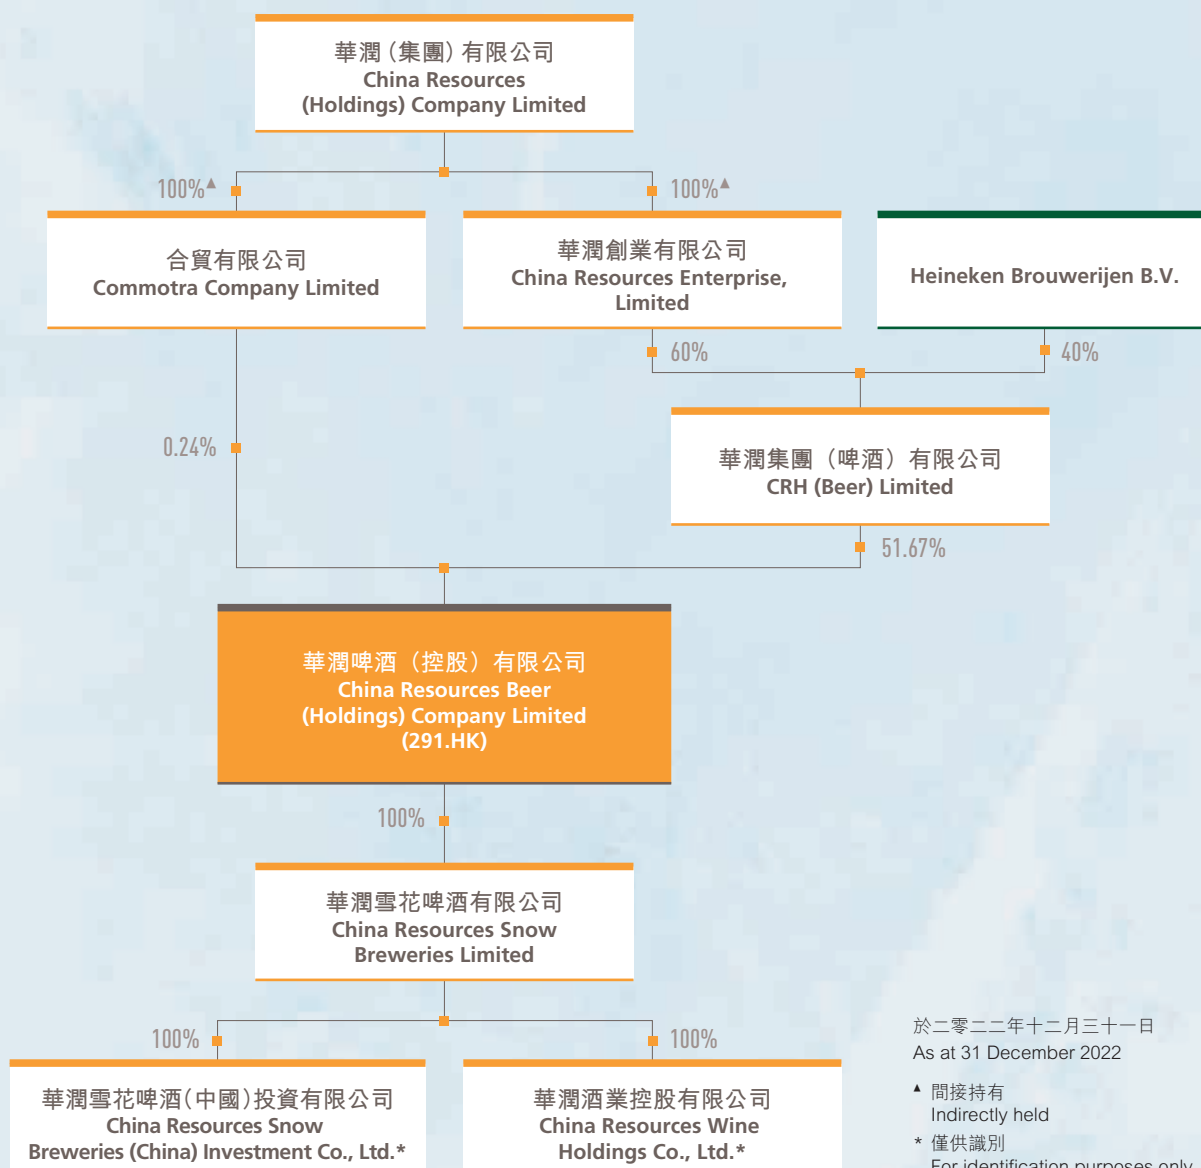 華潤（集團）有限公司
China Resources
(Holdings) Company Limited
100%▲
100%▲
合貿有限公司
Commotra Company Limited
華潤創業有限公司
China Resources Enterprise,
Limited
Heineken Brouwerijen B.V.
60%
40%
0.24%
華潤集團（啤酒）有限公司
CRH (Beer) Limited
51.67%
華潤啤酒（控股）有限公司
China Resources Beer
(Holdings) Company Limited
(291.HK)
100%
華潤雪花啤酒有限公司
China Resources Snow
Breweries Limited
100%
100%
華潤雪花啤酒（中國）投資有限公司
China Resources Snow
Breweries (China) Investment Co., Ltd.*
華潤酒業控股有限公司
China Resources Wine
Holdings Co., Ltd.*
於二零二二年十二月三十一日
As at 31 December 2022
▲ 間接持有
Indirectly held
* 僅供識別
For identification purposes only